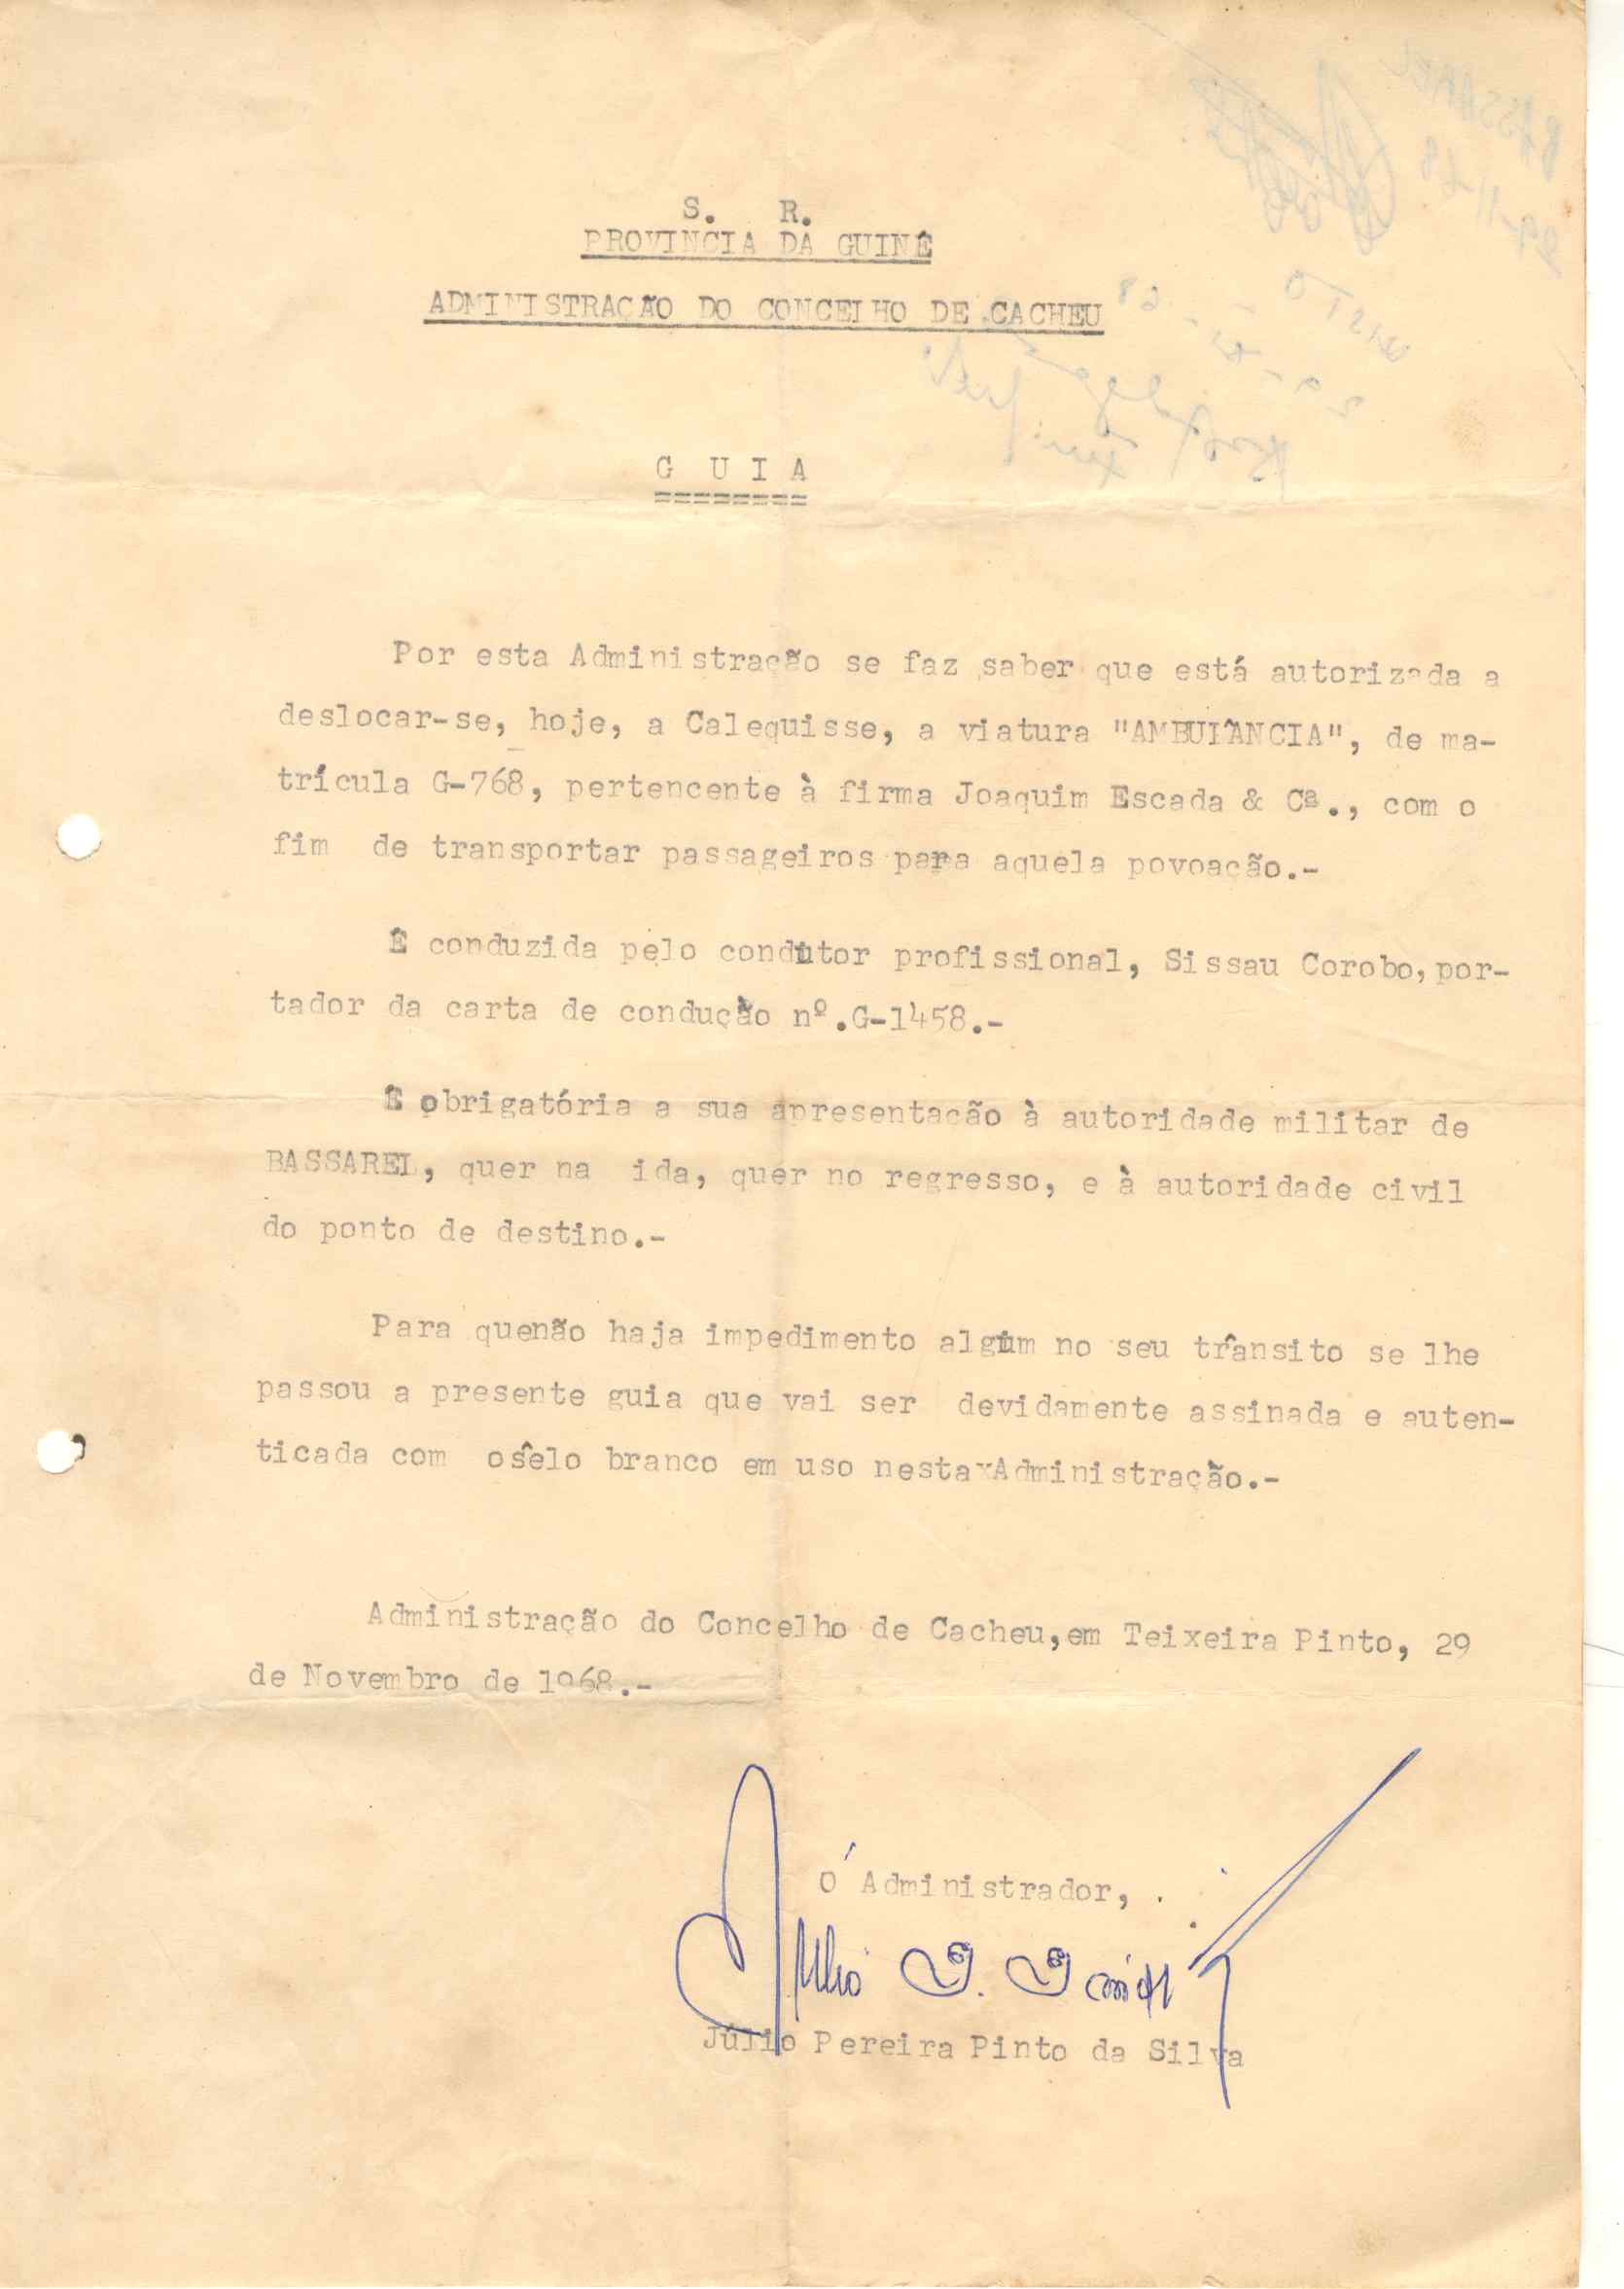 S. R.
PROVINCIA DA GUINÉ
ADMINISTRAÇÃO DO CONCELHO DE CACHEU
BASSAREL
29-11-68
VISTO
G U I A
========
Por esta Administração se faz saber que está autorizada a
deslocar-se, hoje, a Calequisse, a viatura "AMBULÂNCIA", de ma-
trícula G-768, pertencente à firma Joaquim Escada & Cª., com o
fim de transportar passageiros para aquela povoação.-
É conduzida pelo condutor profissional, Sissau Corobo, por-
tador da carta de condução nº.G-1458.-
É obrigatória a sua apresentação à autoridade militar de
BASSAREL, quer na ida, quer no regresso, e à autoridade civil
do ponto de destino.-
Para quenão haja impedimento algum no seu trânsito se lhe
passou a presente guia que vai ser devidamente assinada e auten-
ticada com osêlo branco em uso nesta Administração.-
Administração do Concelho de Cacheu,em Teixeira Pinto, 29
de Novembro de 1968.-
O Administrador,
Júlio Pereira Pinto da Silva